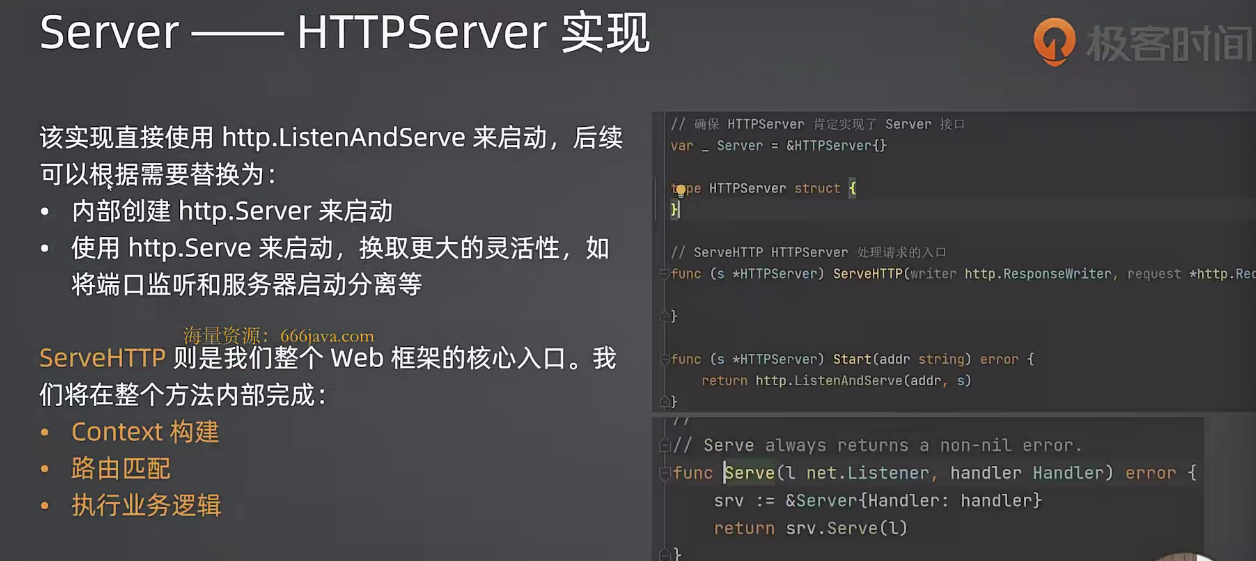 Server —— HTTPServer 实现
极客时间
该实现直接使用 http.ListenAndServe 来启动，后续
可以根据需要替换为：
• 内部创建 http.Server 来启动
• 使用 http.Serve 来启动，换取更大的灵活性，如
将端口监听和服务器启动分离等
海量资源：666java.com
ServeHTTP 则是我们整个 Web 框架的核心入口。我
们将在整个方法内部完成：
• Context 构建
• 路由匹配
• 执行业务逻辑
// 确保 HTTPServer 肯定实现了 Server 接口
var _ Server = &HTTPServer{}
type HTTPServer struct {
}
// ServeHTTP HTTPServer 处理请求的入口
func (s *HTTPServer) ServeHTTP(writer http.ResponseWriter, request *http.Rec
}
func (s *HTTPServer) Start(addr string) error {
return http.ListenAndServe(addr, s)
}
//
// Serve always returns a non-nil error.
func Serve(l net.Listener, handler Handler) error {
srv := &Server{Handler: handler}
return srv.Serve(l)
}